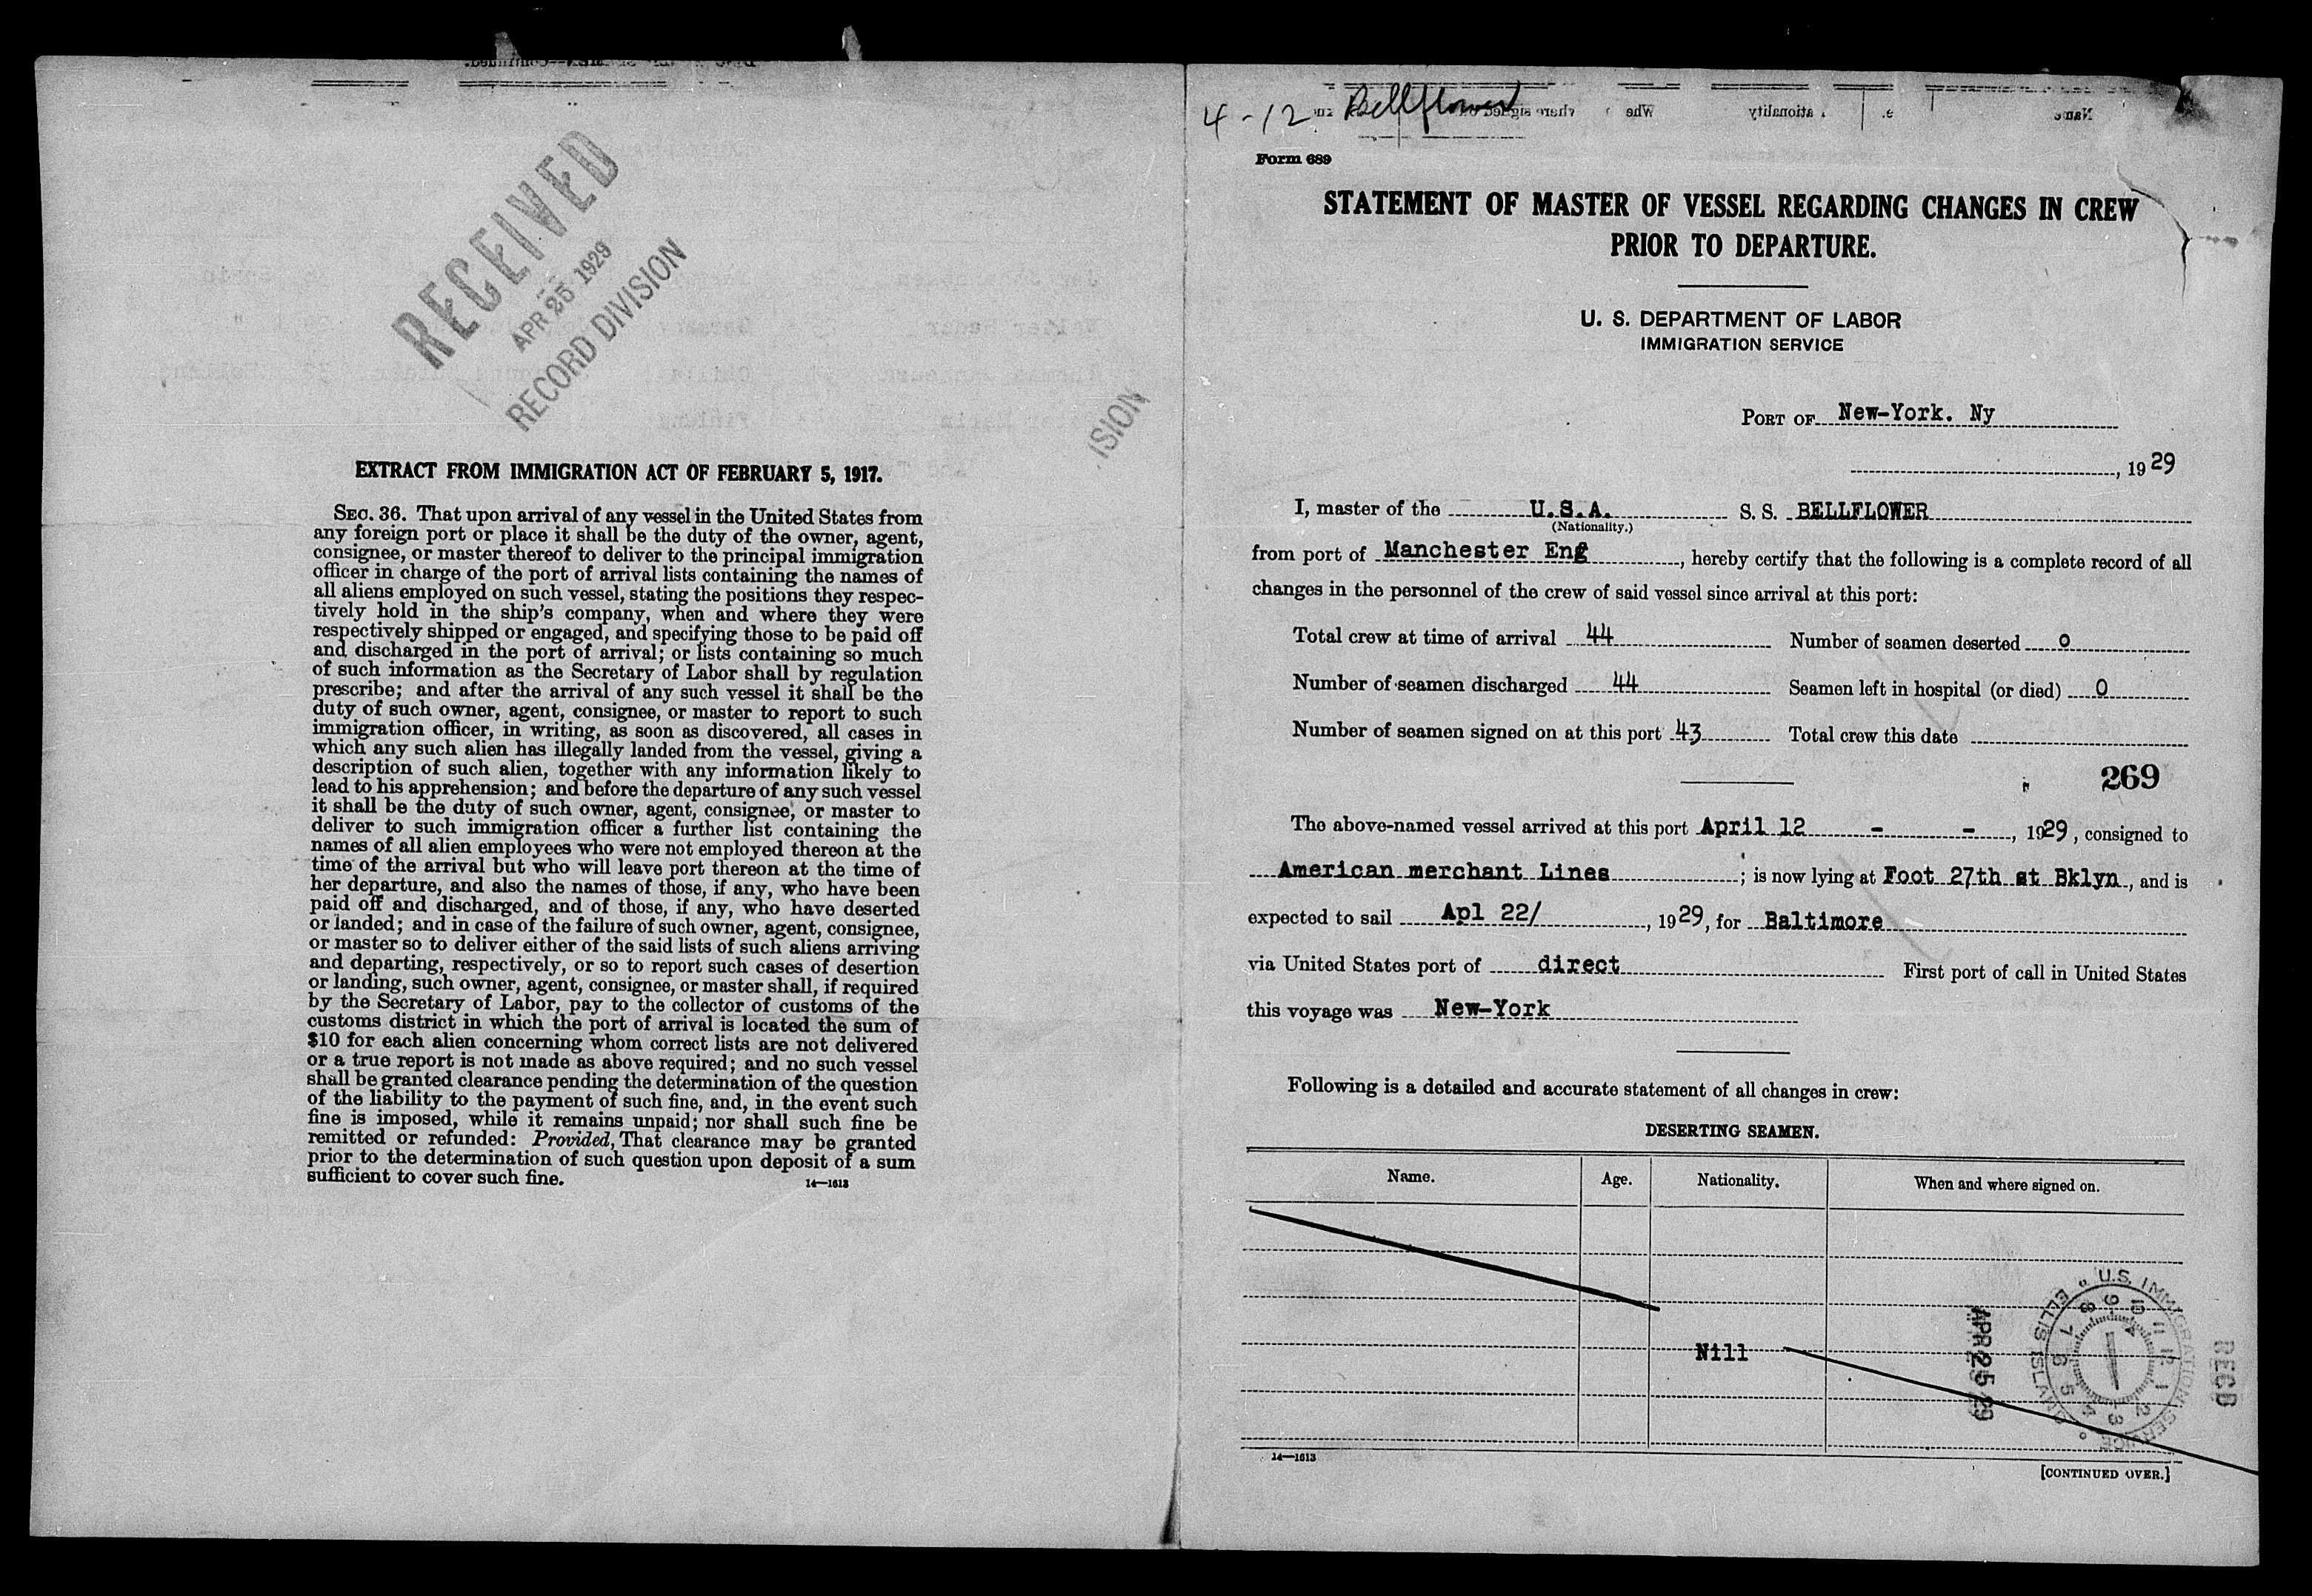 RECEIVED
APR 25 1929
RECORD DIVISION
ISION
EXTRACT FROM IMMIGRATION ACT OF FEBRUARY 5, 1917.
SEC. 36. That upon arrival of any vessel in the United States from
any foreign port or place it shall be the duty of the owner, agent,
consignee, or master thereof to deliver to the principal immigration
officer in charge of the port of arrival lists containing the names of
all aliens employed on such vessel, stating the positions they respec-
tively hold in the ship's company, when and where they were
respectively shipped or engaged, and specifying those to be paid off
and discharged in the port of arrival; or lists containing so much
of such information as the Secretary of Labor shall by regulation
prescribe; and after the arrival of any such vessel it shall be the
duty of such owner, agent, consignee, or master to report to such
immigration officer, in writing, as soon as discovered, all cases in
which any such alien has illegally landed from the vessel, giving a
description of such alien, together with any information likely to
lead to his apprehension; and before the departure of any such vessel
it shall be the duty of such owner, agent, consignee, or master to
deliver to such immigration officer a further list containing the
names of all alien employees who were not employed thereon at the
time of the arrival but who will leave port thereon at the time of
her departure, and also the names of those, if any, who have been
paid off and discharged, and of those, if any, who have deserted
or landed; and in case of the failure of such owner, agent, consignee,
or master so to deliver either of the said lists of such aliens arriving
and departing, respectively, or so to report such cases of desertion
or landing, such owner, agent, consignee, or master shall, if required
by the Secretary of Labor, pay to the collector of customs of the
customs district in which the port of arrival is located the sum of
$10 for each alien concerning whom correct lists are not delivered
or a true report is not made as above required; and no such vessel
shall be granted clearance pending the determination of the question
of the liability to the payment of such fine, and, in the event such
fine is imposed, while it remains unpaid; nor shall such fine be
remitted or refunded: Provided, That clearance may be granted
prior to the determination of such question upon deposit of a sum
sufficient to cover such fine.
14—1613
4-12 Bellflower
Form 689
STATEMENT OF MASTER OF VESSEL REGARDING CHANGES IN CREW
PRIOR TO DEPARTURE.
U. S. DEPARTMENT OF LABOR
IMMIGRATION SERVICE
PORT OF New-York. Ny
, 1929
I, master of the U.S.A. S. S. BELLFLOWER
(Nationality.)
from port of Manchester Eng, hereby certify that the following is a complete record of all
changes in the personnel of the crew of said vessel since arrival at this port:
Total crew at time of arrival 44 Number of seamen deserted 0
Number of seamen discharged 44 Seamen left in hospital (or died) 0
Number of seamen signed on at this port 43 Total crew this date
269
The above-named vessel arrived at this port April 12 - -, 1929, consigned to
American merchant Lines; is now lying at Foot 27th st Bklyn, and is
expected to sail Apl 22/, 1929, for Baltimore
via United States port of direct First port of call in United States
this voyage was New-York
Following is a detailed and accurate statement of all changes in crew:
DESERTING SEAMEN.
Name. Age. Nationality. When and where signed on.
Nill
APR 25 29
U.S. IMMIGRATION SERVICE
ELLIS ISLAND
RECD
14—1613
[CONTINUED OVER.]